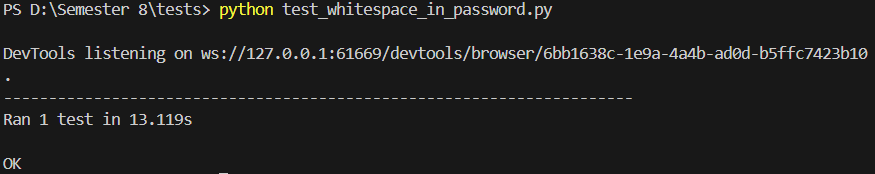 PS D:\Semester 8\tests> python test_whitespace_in_password.py
DevTools listening on ws://127.0.0.1:61669/devtools/browser/6bb1638c-1e9a-4a4b-ad0d-b5ffc7423b10
.
----------------------------------------------------------------------
Ran 1 test in 13.119s
OK